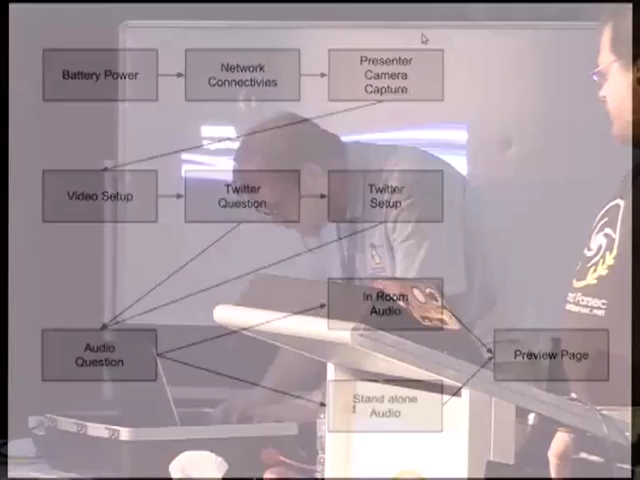 Battery Power
Network
Connectivies
Presenter
Camera
Capture
Video Setup
Twitter
Question
Twitter
Setup
In Room
Audio
Audio
Question
Preview Page
Stand alone
Audio
Parsec